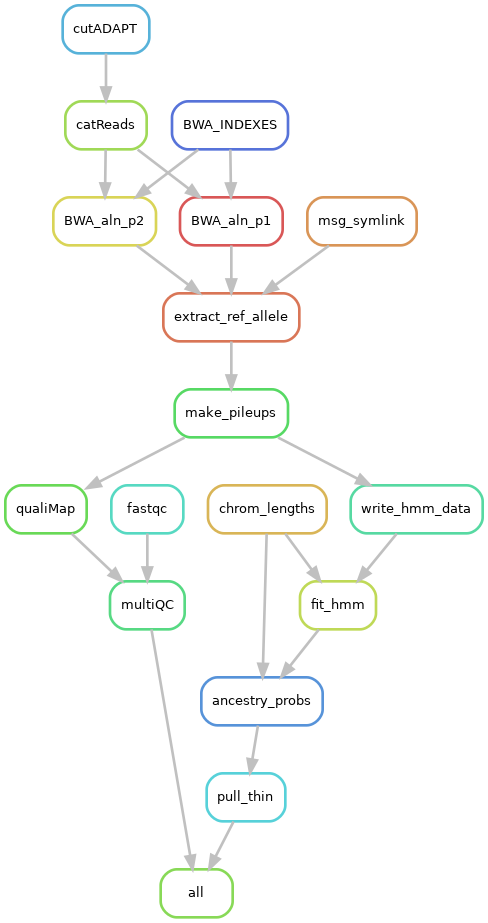 cutADAPT
catReads
BWA_INDEXES
BWA_aln_p2
BWA_aln_p1
msg_symlink
extract_ref_allele
make_pileups
qualiMap
fastqc
chrom_lengths
write_hmm_data
multiQC
fit_hmm
ancestry_probs
pull_thin
all